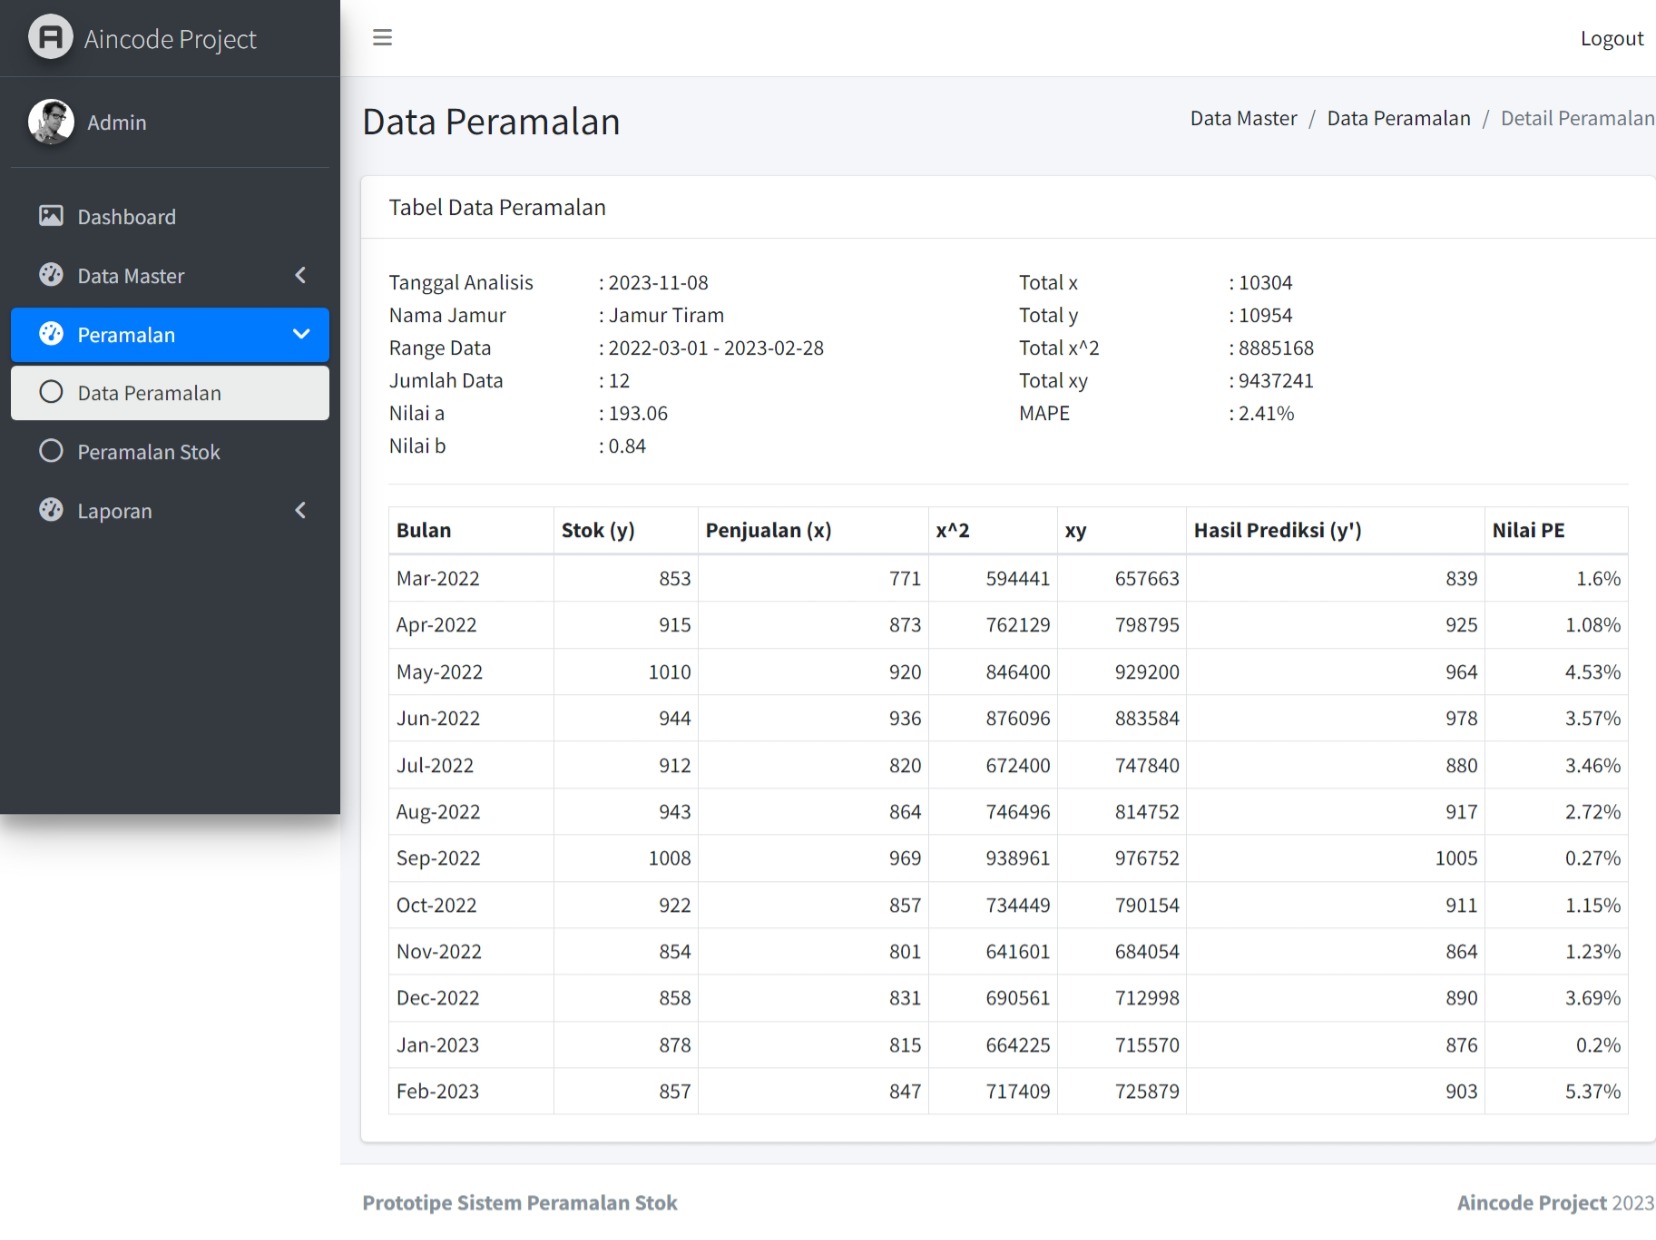 Aincode Project
Logout
Admin
Data Peramalan
Data Master / Data Peramalan / Detail Peramalan
Dashboard
Data Master
Peramalan
Data Peramalan
Peramalan Stok
Laporan
Tabel Data Peramalan
Tanggal Analisis : 2023-11-08
Nama Jamur : Jamur Tiram
Range Data : 2022-03-01 - 2023-02-28
Jumlah Data : 12
Nilai a : 193.06
Nilai b : 0.84
Total x : 10304
Total y : 10954
Total x^2 : 8885168
Total xy : 9437241
MAPE : 2.41%
Bulan Stok (y) Penjualan (x) x^2 xy Hasil Prediksi (y') Nilai PE
Mar-2022 853 771 594441 657663 839 1.6%
Apr-2022 915 873 762129 798795 925 1.08%
May-2022 1010 920 846400 929200 964 4.53%
Jun-2022 944 936 876096 883584 978 3.57%
Jul-2022 912 820 672400 747840 880 3.46%
Aug-2022 943 864 746496 814752 917 2.72%
Sep-2022 1008 969 938961 976752 1005 0.27%
Oct-2022 922 857 734449 790154 911 1.15%
Nov-2022 854 801 641601 684054 864 1.23%
Dec-2022 858 831 690561 712998 890 3.69%
Jan-2023 878 815 664225 715570 876 0.2%
Feb-2023 857 847 717409 725879 903 5.37%
Prototipe Sistem Peramalan Stok
Aincode Project 2023